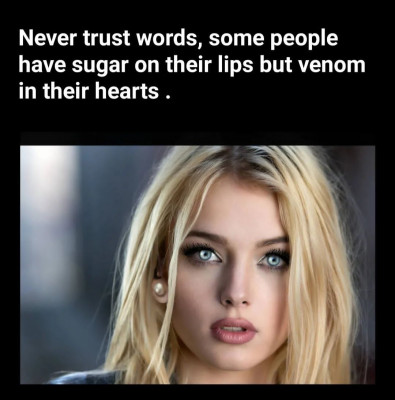 Never trust words, some people
have sugar on their lips but venom
in their hearts .